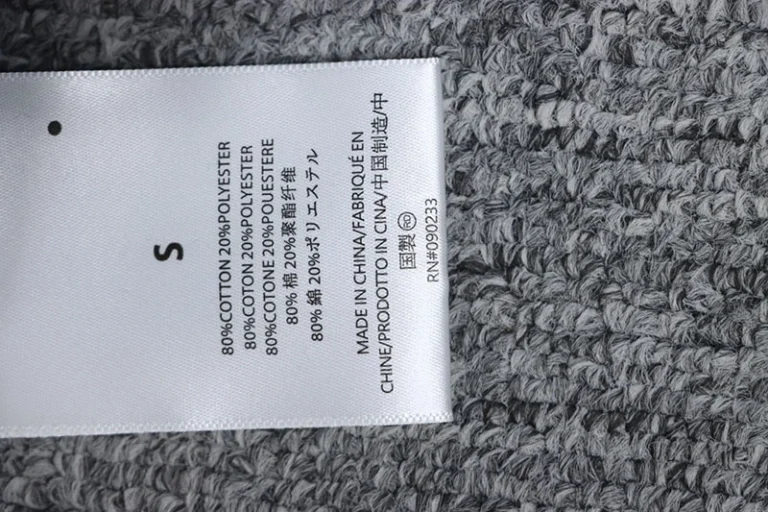 S
80%COTTON 20%POLYESTER
80%COTON 20%POLYESTER
80%COTONE 20%POUESTERE
80% 棉 20%聚酯纤维
80% 綿 20%ポリエステル
MADE IN CHINA/FABRIQUÉ EN
CHINE/PRODOTTO IN CINA/中国制造/中
国製
RN#090233